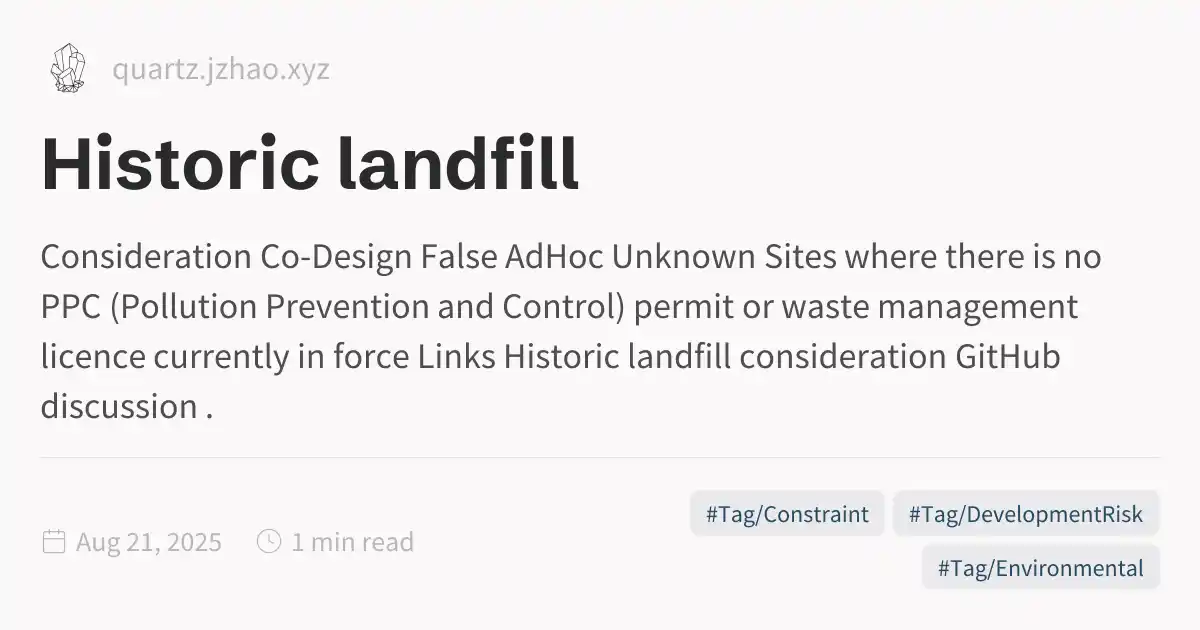 quartz.jzhao.xyz
Historic landfill
Consideration Co-Design False AdHoc Unknown Sites where there is no
PPC (Pollution Prevention and Control) permit or waste management
licence currently in force Links Historic landfill consideration GitHub
discussion .
Aug 21, 2025
1 min read
#Tag/Constraint
#Tag/DevelopmentRisk
#Tag/Environmental